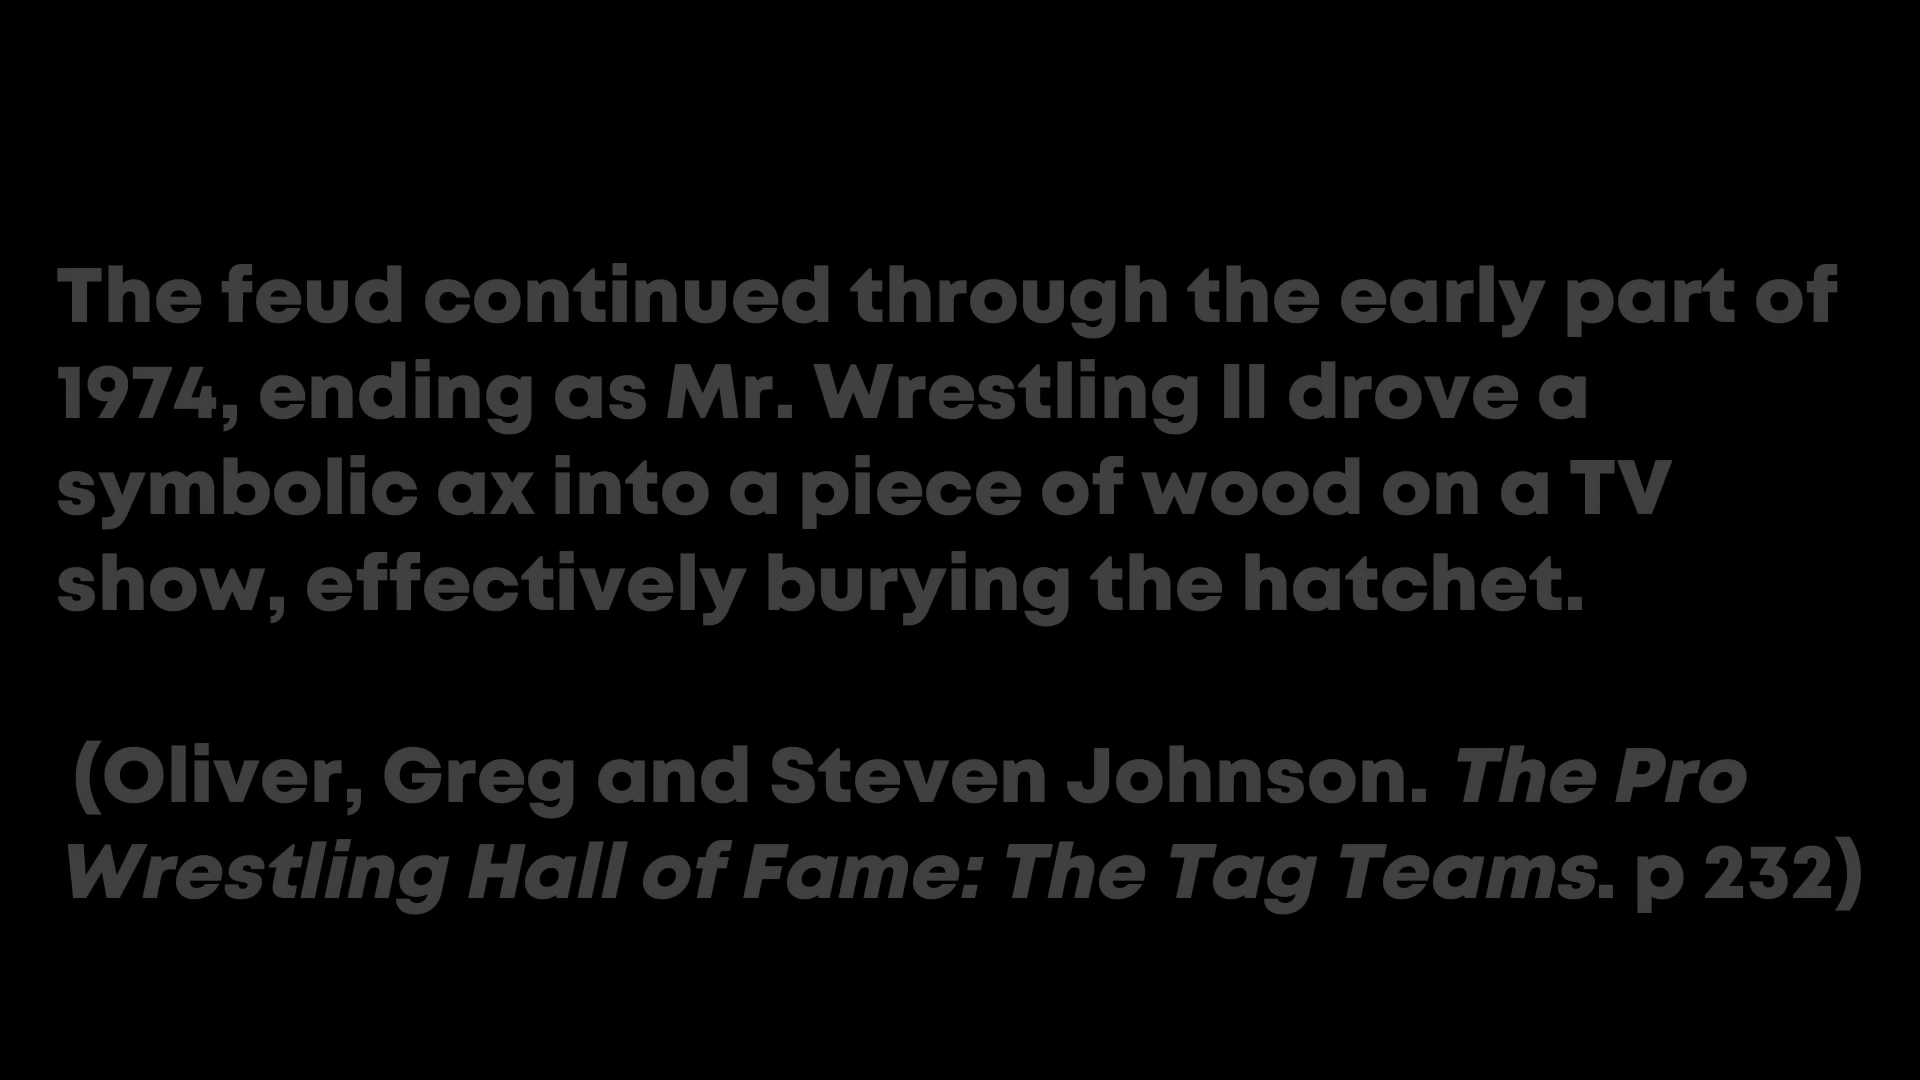 The feud continued through the early part of
1974, ending as Mr. Wrestling II drove a
symbolic ax into a piece of wood on a TV
show, effectively burying the hatchet.
(Oliver, Greg and Steven Johnson. The Pro
Wrestling Hall of Fame: The Tag Teams. p 232)